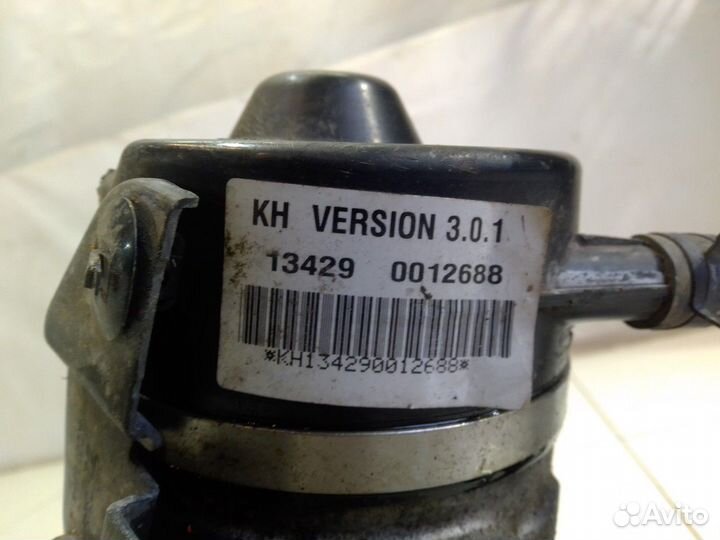 KH VERSION 3.0.1
13429 0012688
*KH134290012688*
Avito